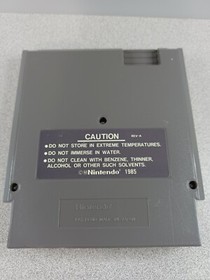 CAUTION
REV-A
•DO NOT STORE IN EXTREME TEMPERATURES.
•DO NOT IMMERSE IN WATER.
•DO NOT CLEAN WITH BENZENE, THINNER,
ALCOHOL OR OTHER SUCH SOLVENTS.
©®Nintendo® 1985